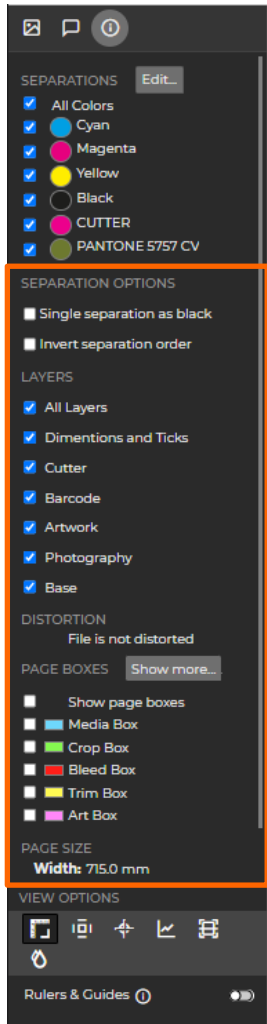 SEPARATIONS Edit...
All Colors
Cyan
Magenta
Yellow
Black
CUTTER
PANTONE 5757 CV
SEPARATION OPTIONS
Single separation as black
Invert separation order
LAYERS
All Layers
Dimentions and Ticks
Cutter
Barcode
Artwork
Photography
Base
DISTORTION
File is not distorted
PAGE BOXES Show more...
Show page boxes
Media Box
Crop Box
Bleed Box
Trim Box
Art Box
PAGE SIZE
Width: 715.0 mm
VIEW OPTIONS
Rulers & Guides